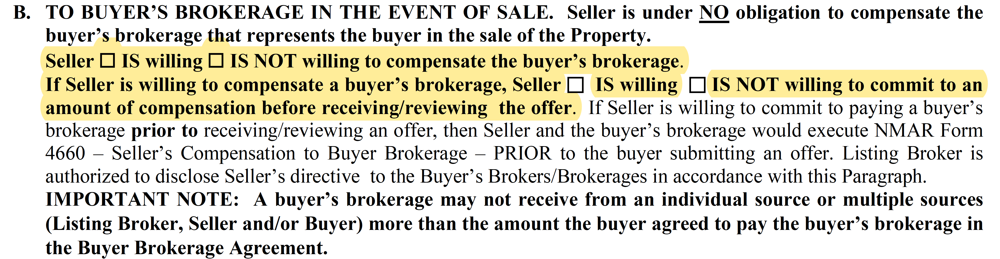 B. TO BUYER’S BROKERAGE IN THE EVENT OF SALE. Seller is under NO obligation to compensate the
buyer’s brokerage that represents the buyer in the sale of the Property.
Seller ☐ IS willing ☐ IS NOT willing to compensate the buyer’s brokerage.
If Seller is willing to compensate a buyer’s brokerage, Seller ☐ IS willing ☐ IS NOT willing to commit to an
amount of compensation before receiving/reviewing the offer. If Seller is willing to commit to paying a buyer’s
brokerage prior to receiving/reviewing an offer, then Seller and the buyer’s brokerage would execute NMAR Form
4660 – Seller’s Compensation to Buyer Brokerage – PRIOR to the buyer submitting an offer. Listing Broker is
authorized to disclose Seller’s directive to the Buyer’s Brokers/Brokerages in accordance with this Paragraph.
IMPORTANT NOTE: A buyer’s brokerage may not receive from an individual source or multiple sources
(Listing Broker, Seller and/or Buyer) more than the amount the buyer agreed to pay the buyer’s brokerage in
the Buyer Brokerage Agreement.